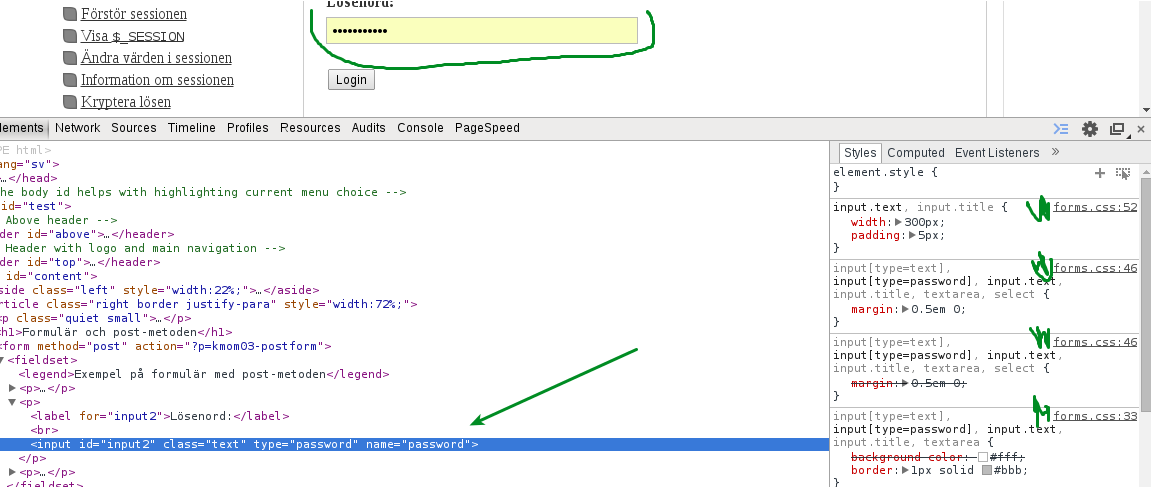 Lösenord:
Förstör sessionen
Visa $_SESSION
•••••••••••
Ändra värden i sessionen
Information om sessionen
Login
Kryptera lösen
lements Network Sources Timeline Profiles Resources Audits Console PageSpeed
PE html>
ang="sv">
…</head>
he body id helps with highlighting current menu choice -->
id="test">
Above header -->
der id="above">…</header>
Header with logo and main navigation -->
der id="top">…</header>
id="content">
side class="left" style="width:22%;">…</aside>
rticle class="right border justify-para" style="width:72%;">
<p class="quiet small">…</p>
<h1>Formulär och post-metoden</h1>
<form method="post" action="?p=kmom03-postform">
<fieldset>
<legend>Exempel på formulär med post-metoden</legend>
<p>…</p>
<p>
<label for="input2">Lösenord:</label>
<br>
<input id="input2" class="text" type="password" name="password">
</p>
<p>…</p>
</fieldset>
Styles Computed Event Listeners »
element.style {
}
input.text, input.title { forms.css:52
width: 300px;
padding: 5px;
}
input[type=text], forms.css:46
input[type=password], input.text,
input.title, textarea, select {
margin: 0.5em 0;
}
input[type=text], forms.css:46
input[type=password], input.text,
input.title, textarea, select {
margin: 0.5em 0;
}
input[type=text], forms.css:33
input[type=password], input.text,
input.title, textarea {
background-color: #fff;
border: 1px solid #bbb;
}